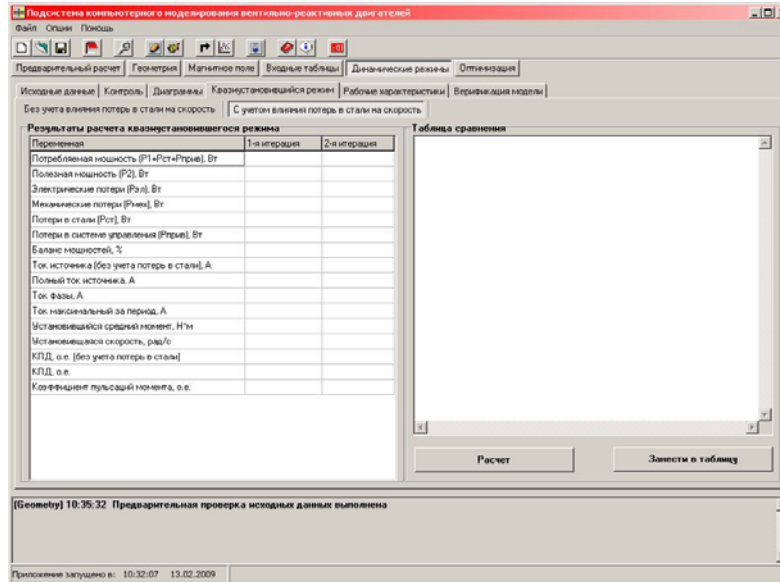 Подсистема компьютерного моделирования вентильно-реактивных двигателей
Файл Опции Помощь
Предварительный расчет Геометрия Магнитное поле Входные таблицы Динамические режимы Оптимизация
Исходные данные Контроль Диаграммы Квазиустановившийся режим Рабочие характеристики Верификация модели
Без учета влияния потерь в стали на скорость С учетом влияния потерь в стали на скорость
Результаты расчета квазиустановившегося режима Таблица сравнения
Переменная 1-я итерация 2-я итерация
Потребляемая мощность (P1+Pст+Pприв), Вт
Полезная мощность (P2), Вт
Электрические потери (Pэл), Вт
Механические потери (Pмех), Вт
Потери в стали (Pст), Вт
Потери в системе управления (Pприв), Вт
Баланс мощностей, %
Ток источника (без учета потерь в стали), А
Полный ток источника, А
Ток фазы, А
Ток максимальный за период, А
Установившийся средний момент, Н*м
Установившаяся скорость, рад/с
КПД, о.е. (без учета потерь в стали)
КПД, о.е.
Коэффициент пульсаций момента, о.е.
Расчет Занести в таблицу
[Geometry] 10:35:32 Предварительная проверка исходных данных выполнена
Приложение запущено в: 10:32:07 13.02.2009